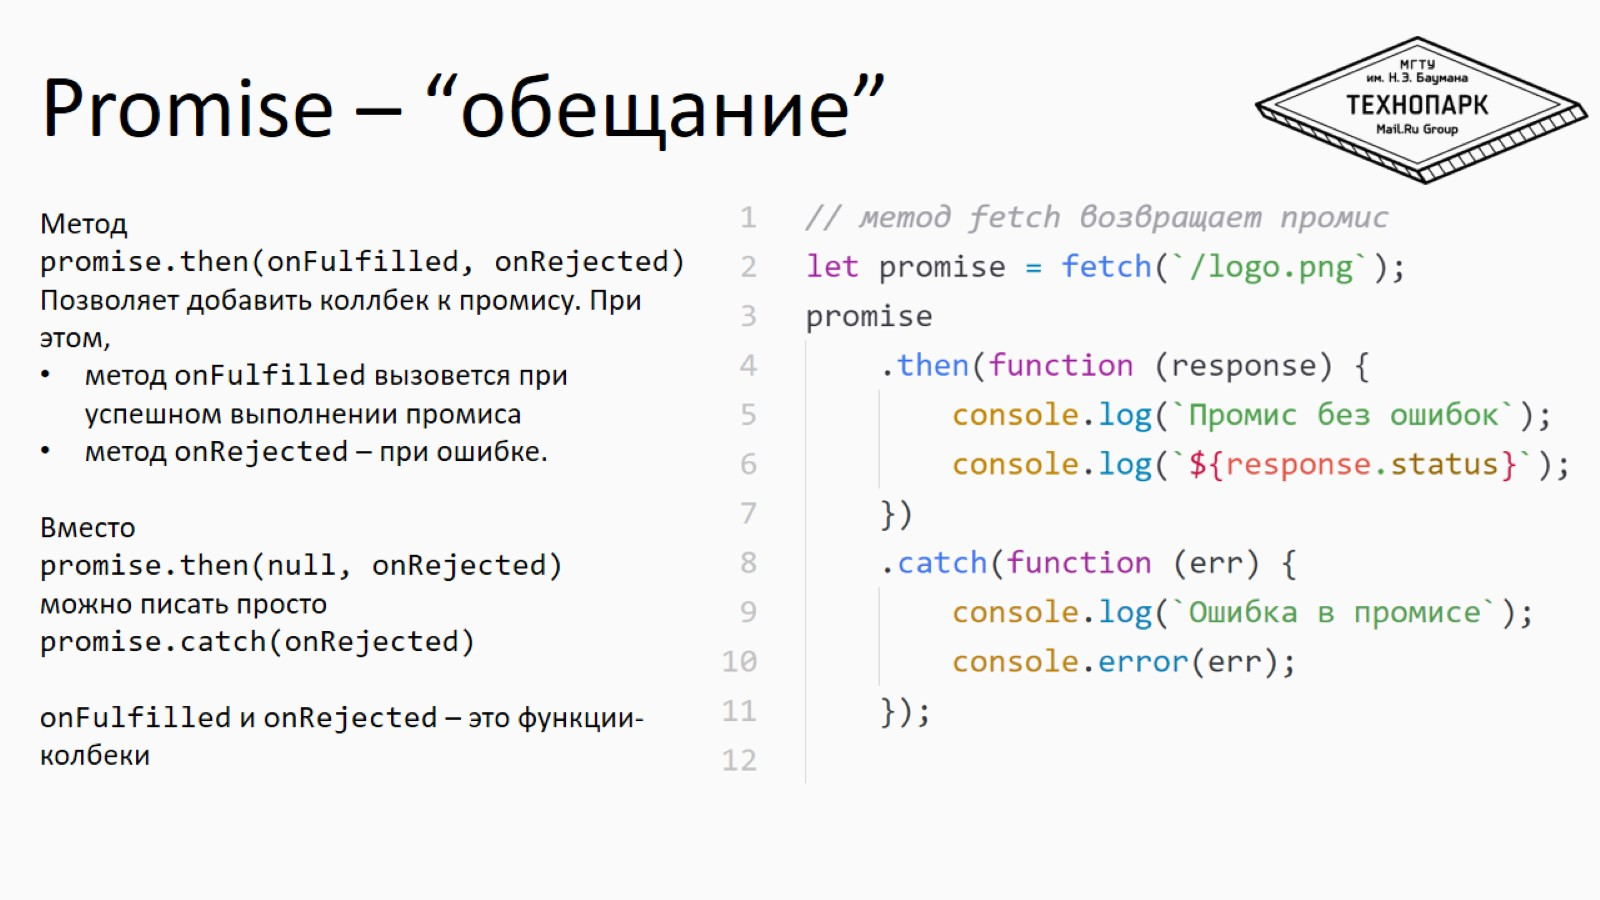 Promise – “обещание”
МГТУ
им. Н.Э. Баумана
ТЕХНОПАРК
Mail.Ru Group
Метод
promise.then(onFulfilled, onRejected)
Позволяет добавить коллбек к промису. При
этом,
• метод onFulfilled вызовется при
успешном выполнении промиса
• метод onRejected – при ошибке.
Вместо
promise.then(null, onRejected)
можно писать просто
promise.catch(onRejected)
onFulfilled и onRejected – это функции-
колбеки
1 // метод fetch возвращает промис
2 let promise = fetch(`/logo.png`);
3 promise
4     .then(function (response) {
5         console.log(`Промис без ошибок`);
6         console.log(`${response.status}`);
7     })
8     .catch(function (err) {
9         console.log(`Ошибка в промисе`);
10         console.error(err);
11     });
12